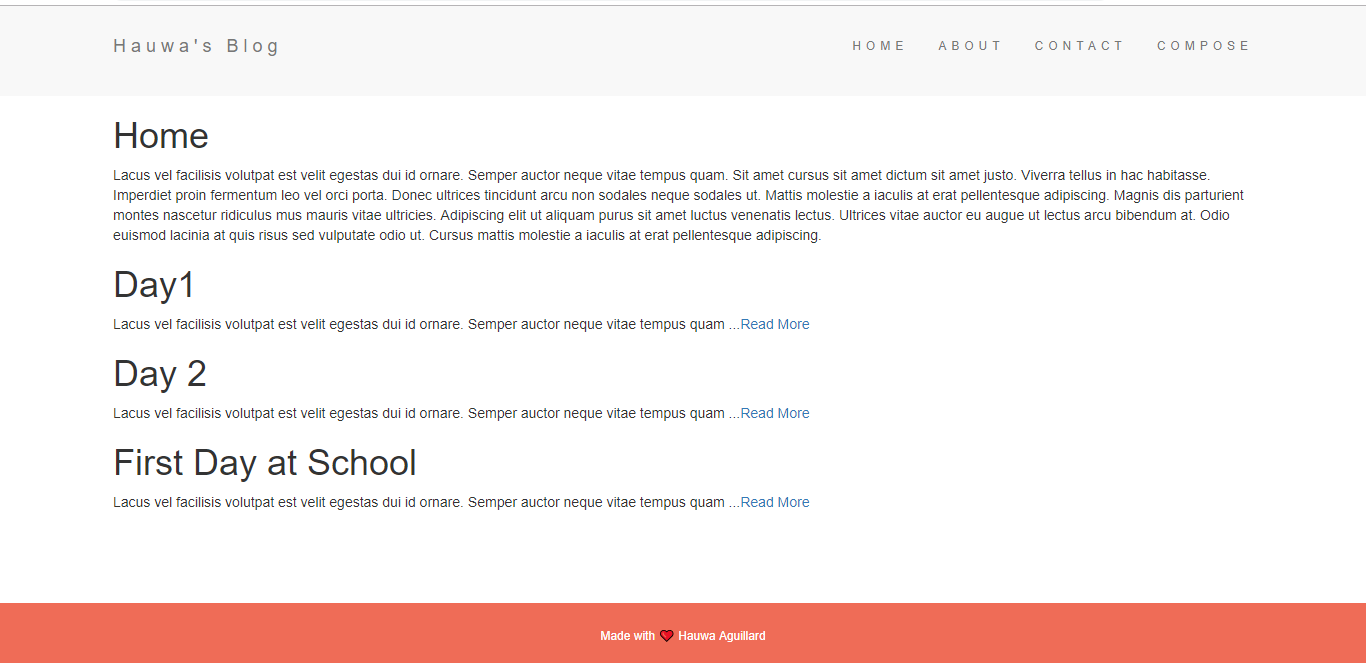 Hauwa's Blog
HOME ABOUT CONTACT COMPOSE
Home
Lacus vel facilisis volutpat est velit egestas dui id ornare. Semper auctor neque vitae tempus quam. Sit amet cursus sit amet dictum sit amet justo. Viverra tellus in hac habitasse.
Imperdiet proin fermentum leo vel orci porta. Donec ultrices tincidunt arcu non sodales neque sodales ut. Mattis molestie a iaculis at erat pellentesque adipiscing. Magnis dis parturient
montes nascetur ridiculus mus mauris vitae ultricies. Adipiscing elit ut aliquam purus sit amet luctus venenatis lectus. Ultrices vitae auctor eu augue ut lectus arcu bibendum at. Odio
euismod lacinia at quis risus sed vulputate odio ut. Cursus mattis molestie a iaculis at erat pellentesque adipiscing.
Day1
Lacus vel facilisis volutpat est velit egestas dui id ornare. Semper auctor neque vitae tempus quam ...Read More
Day 2
Lacus vel facilisis volutpat est velit egestas dui id ornare. Semper auctor neque vitae tempus quam ...Read More
First Day at School
Lacus vel facilisis volutpat est velit egestas dui id ornare. Semper auctor neque vitae tempus quam ...Read More
Made with ❤ Hauwa Aguillard